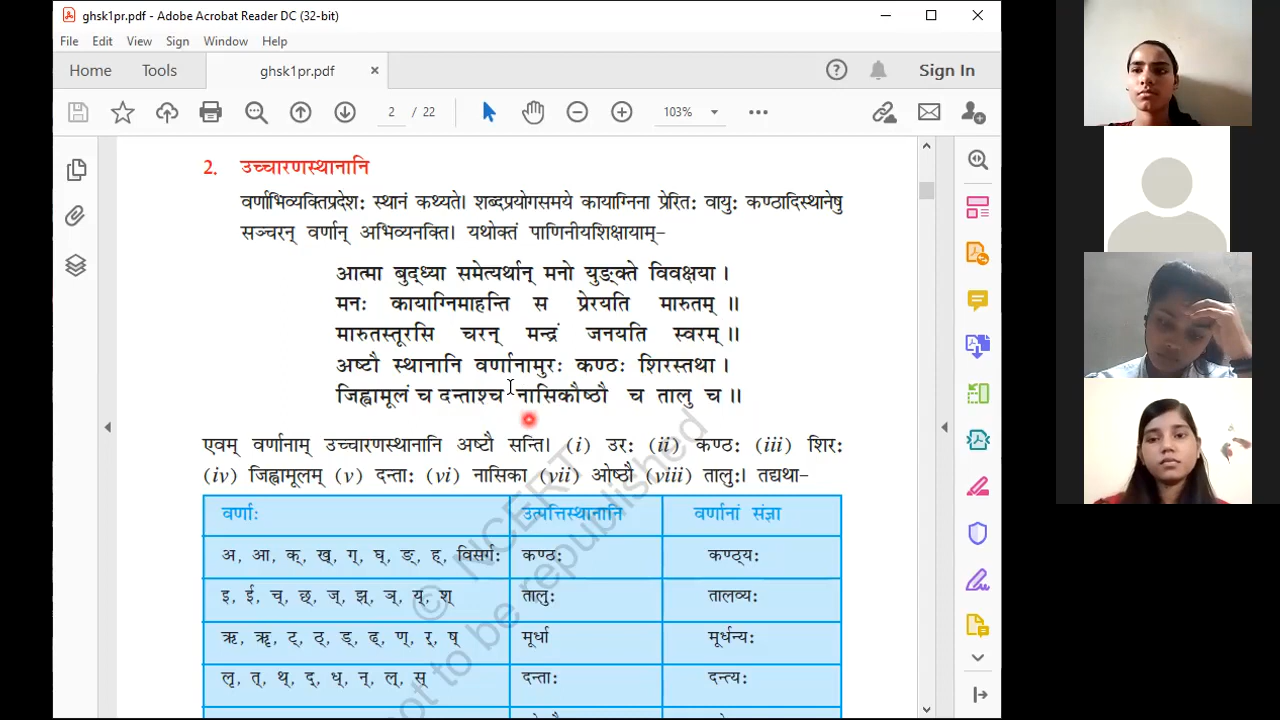 ghsk1pr.pdf - Adobe Acrobat Reader DC (32-bit)
File Edit View Sign Window Help
Home Tools ghsk1pr.pdf × Sign In
2 / 22 103%
2. उच्चारणस्थानानि
वर्णाभिव्यक्तिप्रदेशः स्थानं कथ्यते। शब्दप्रयोगसमये कायाग्निना प्रेरितः वायुः कण्ठादिस्थानेषु
सञ्चरन् वर्णान् अभिव्यनक्ति। यथोक्तं पाणिनीयशिक्षायाम्–
आत्मा बुद्ध्या समेत्यर्थान् मनो युङ्क्ते विवक्षया।
मनः कायाग्निमाहन्ति स प्रेरयति मारुतम्॥
मारुतस्तूरसि चरन् मन्द्रं जनयति स्वरम्॥
अष्टौ स्थानानि वर्णानामुरः कण्ठः शिरस्तथा।
जिह्वामूलं च दन्ताश्च नासिकौष्ठौ च तालु च॥
एवम् वर्णानाम् उच्चारणस्थानानि अष्टौ सन्ति। (i) उरः (ii) कण्ठः (iii) शिरः
(iv) जिह्वामूलम् (v) दन्ताः (vi) नासिका (vii) ओष्ठौ (viii) तालुः। तद्यथा–
वर्णाः उत्पत्तिस्थानानि वर्णानां संज्ञा
अ, आ, क्, ख्, ग्, घ्, ङ्, ह्, विसर्गः कण्ठः कण्ठ्यः
इ, ई, च्, छ्, ज्, झ्, ञ्, य्, श् तालुः तालव्यः
ऋ, ॠ, ट्, ठ्, ड्, ढ्, ण्, र्, ष् मूर्धा मूर्धन्यः
लृ, त्, थ्, द्, ध्, न्, ल्, स् दन्ताः दन्त्यः
© NCERT
not to be republished